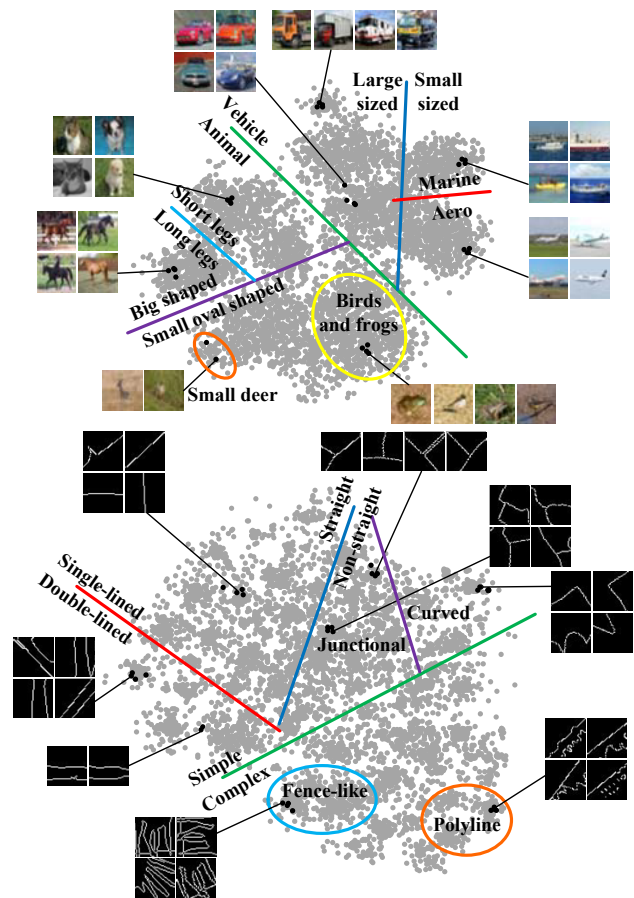 Large
sized
Small
sized
Vehicle
Animal
Marine
Aero
Short legs
Long legs
Big shaped
Small oval shaped
Birds
and frogs
Small deer
Straight
Non-straight
Single-lined
Double-lined
Curved
Junctional
Simple
Complex
Fence-like
Polyline